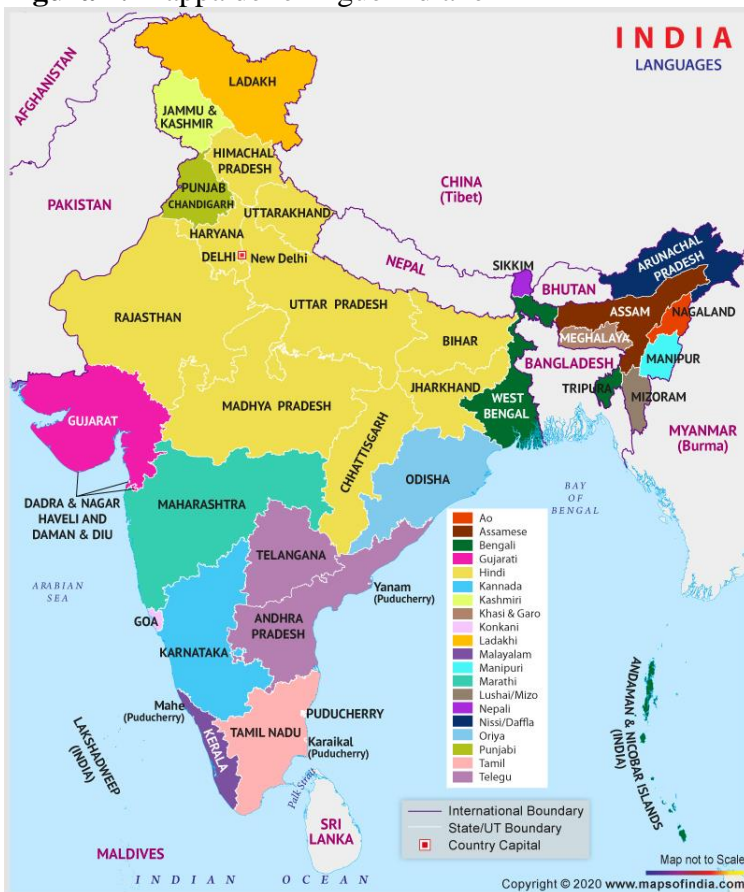 INDIA
LANGUAGES
AFGHANISTAN
LADAKH
JAMMU &
KASHMIR
HIMACHAL
PRADESH
PUNJAB
CHANDIGARH
UTTARAKHAND
CHINA
(Tibet)
PAKISTAN
HARYANA
DELHI
New Delhi
NEPAL
SIKKIM
BHUTAN
ARUNACHAL
PRADESH
RAJASTHAN
UTTAR PRADESH
ASSAM
NAGALAND
BIHAR
MEGHALAYA
MANIPUR
BANGLADESH
JHARKHAND
TRIPURA
MIZORAM
GUJARAT
MADHYA PRADESH
WEST
BENGAL
MYANMAR
(Burma)
CHHATTISGARH
ODISHA
DADRA & NAGAR
HAVELI AND
DAMAN & DIU
MAHARASHTRA
BAY
OF
BENGAL
TELANGANA
ARABIAN
SEA
Yanam
(Puducherry)
GOA
ANDHRA
PRADESH
KARNATAKA
Ao
Assamese
Bengali
Gujarati
Hindi
Kannada
Kashmiri
Khasi & Garo
Konkani
Ladakhi
Malayalam
Manipuri
Marathi
Lushai/Mizo
Nepali
Nissi/Daffla
Oriya
Punjabi
Tamil
Telegu
Mahe
(Puducherry)
PUDUCHERRY
TAMIL NADU
Karaikal
(Puducherry)
KERALA
LAKSHADWEEP
(INDIA)
ANDAMAN & NICOBAR ISLANDS
(INDIA)
Palk Strait
SRI
LANKA
International Boundary
State/UT Boundary
Country Capital
MALDIVES
INDIAN OCEAN
Map not to Scale
Copyright © 2020 www.mapsofindia.com